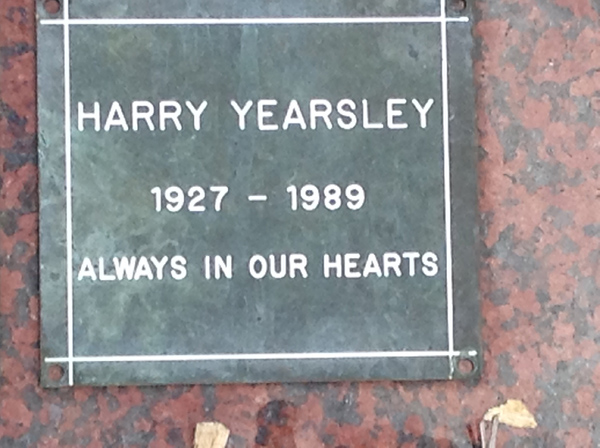 HARRY YEARSLEY
1927 - 1989
ALWAYS IN OUR HEARTS